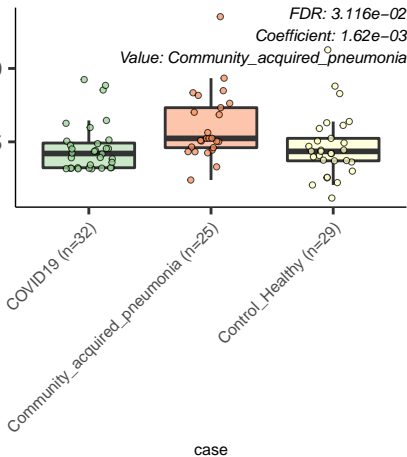 FDR: 3.116e−02
Coefficient: 1.62e−03
Value: Community_acquired_pneumonia
COVID19 (n=32)
Community_acquired_pneumonia (n=25)
Control_Healthy (n=29)
case